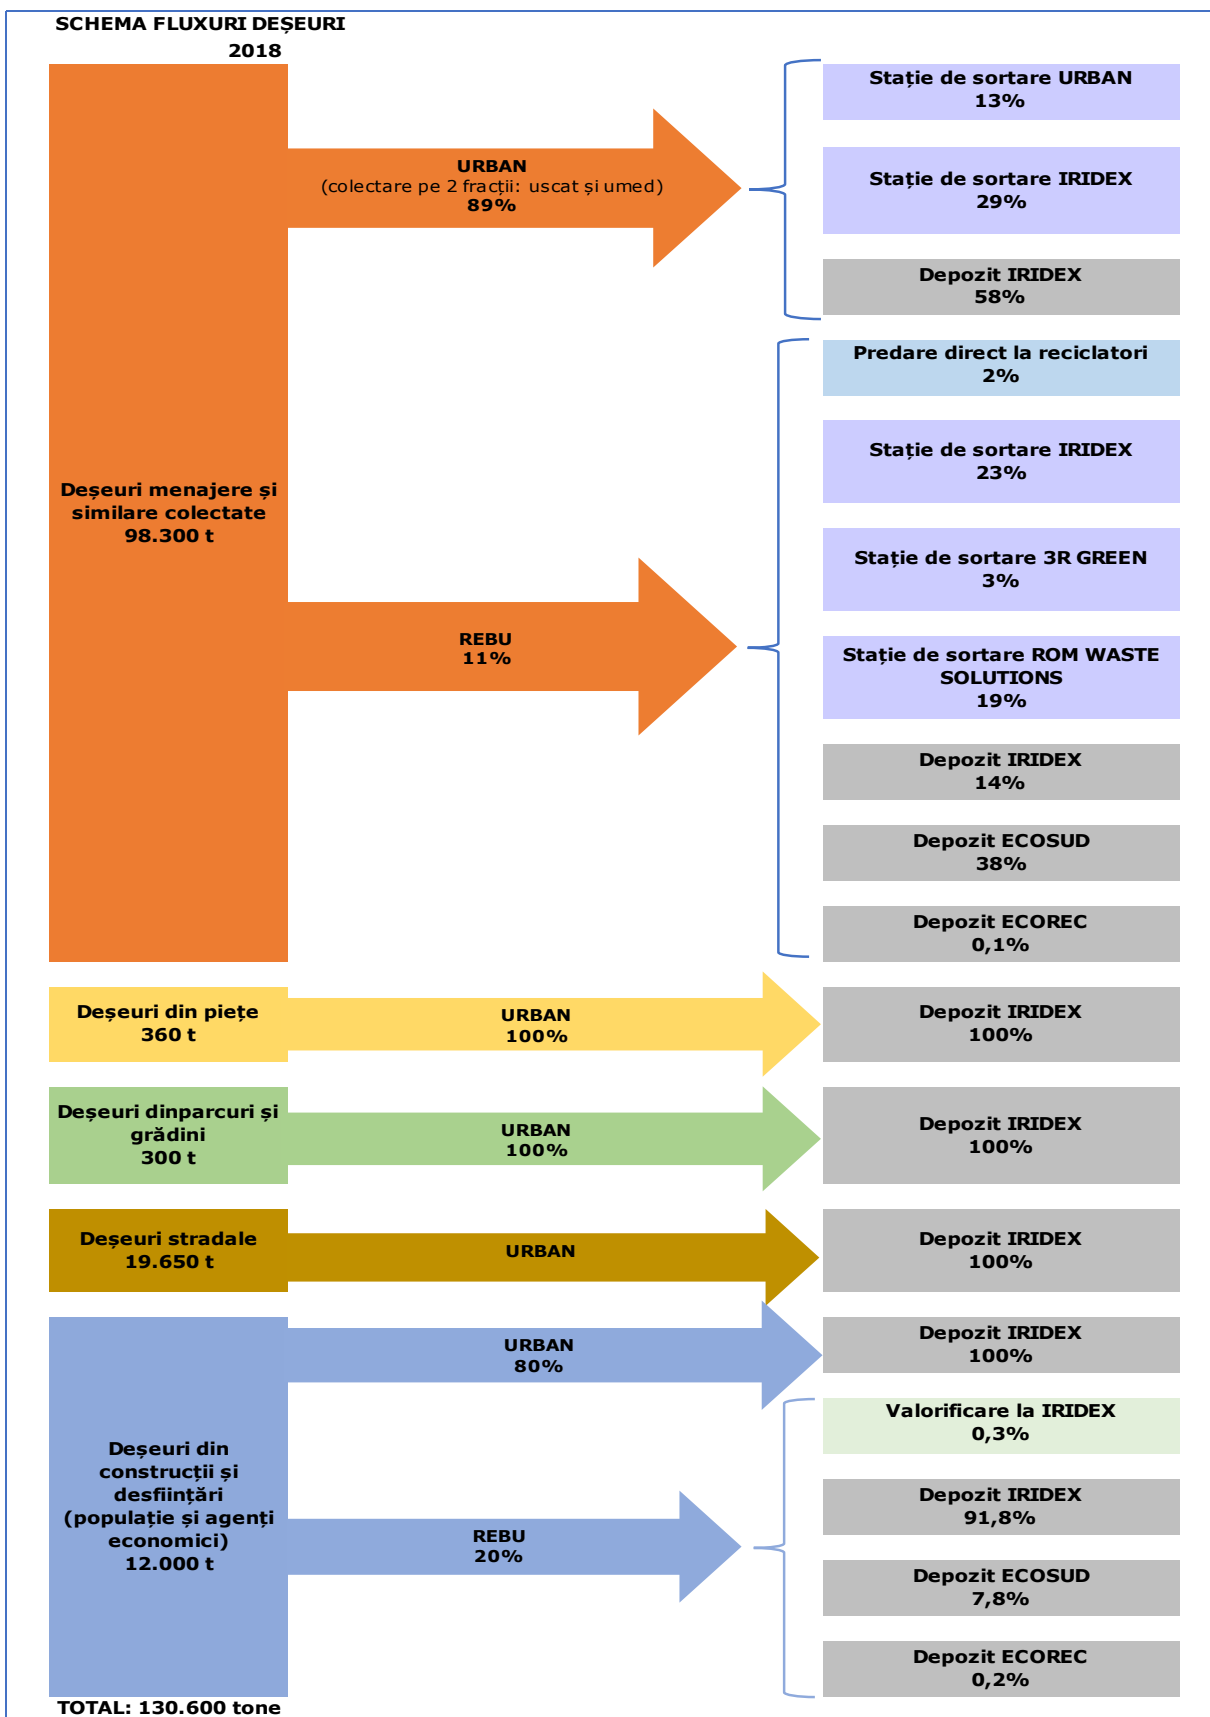 SCHEMA FLUXURI DEȘEURI
2018
Deșeuri menajere și
similare colectate
98.300 t
URBAN
(colectare pe 2 fracții: uscat și umed)
89%
Stație de sortare URBAN
13%
Stație de sortare IRIDEX
29%
Depozit IRIDEX
58%
REBU
11%
Predare direct la reciclatori
2%
Stație de sortare IRIDEX
23%
Stație de sortare 3R GREEN
3%
Stație de sortare ROM WASTE
SOLUTIONS
19%
Depozit IRIDEX
14%
Depozit ECOSUD
38%
Depozit ECOREC
0,1%
Deșeuri din piețe
360 t
URBAN
100%
Depozit IRIDEX
100%
Deșeuri dinparcuri și
grădini
300 t
URBAN
100%
Depozit IRIDEX
100%
Deșeuri stradale
19.650 t
URBAN
Depozit IRIDEX
100%
Deșeuri din
construcții și
desființări
(populație și agenți
economici)
12.000 t
URBAN
80%
Depozit IRIDEX
100%
REBU
20%
Valorificare la IRIDEX
0,3%
Depozit IRIDEX
91,8%
Depozit ECOSUD
7,8%
Depozit ECOREC
0,2%
TOTAL: 130.600 tone